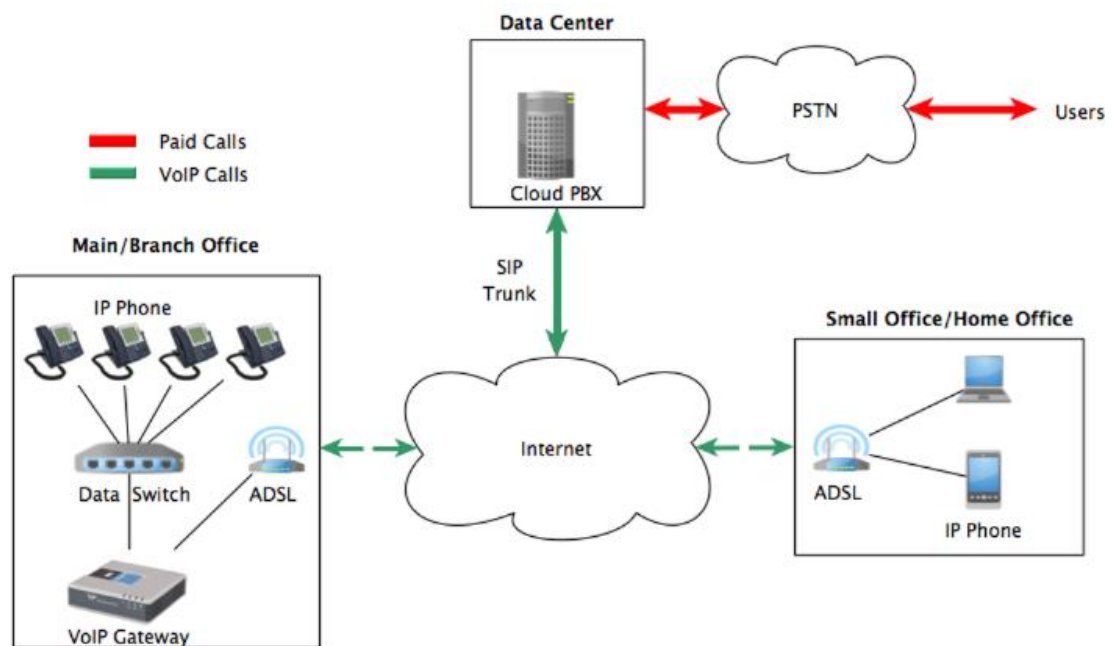 Data Center
Cloud PBX
PSTN
Users
Paid Calls
VoIP Calls
SIP
Trunk
Main/Branch Office
IP Phone
Data Switch
ADSL
VoIP Gateway
Internet
Small Office/Home Office
ADSL
IP Phone